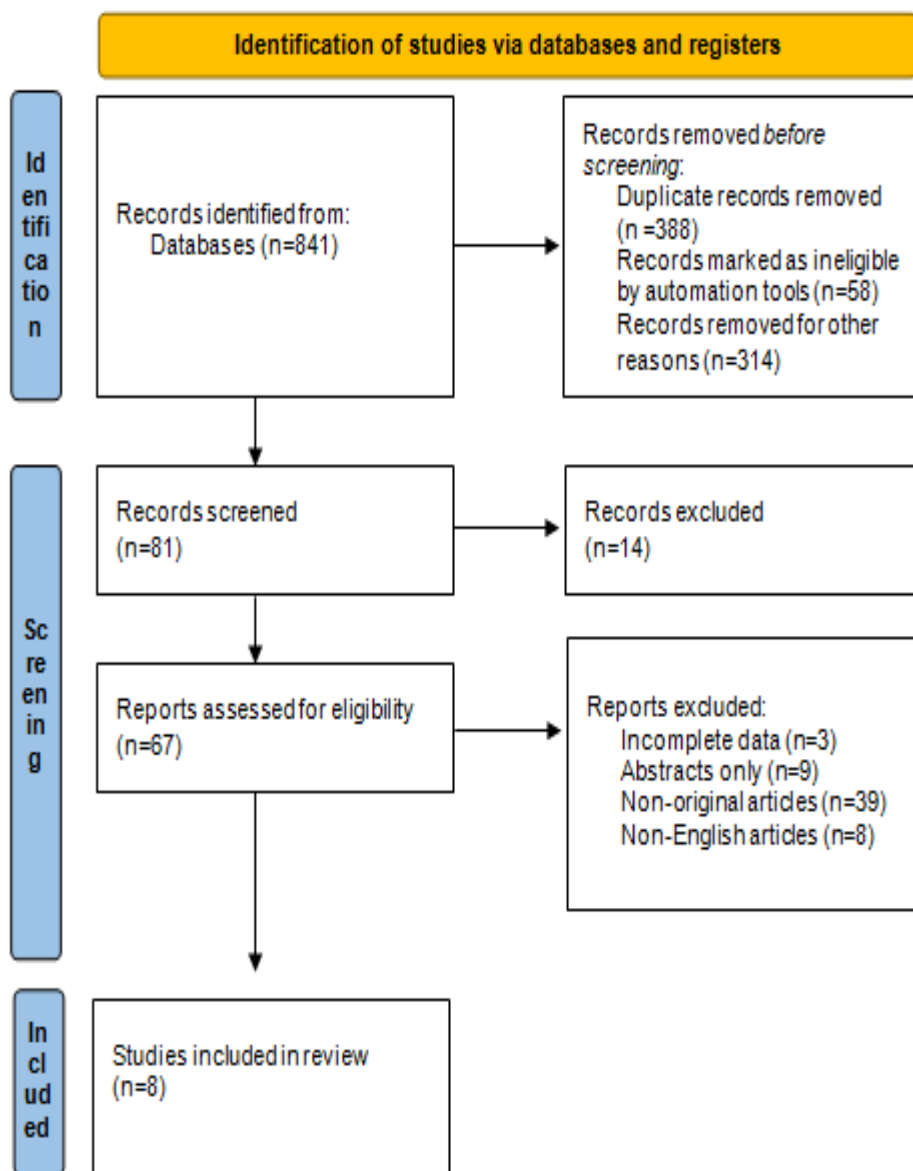 Identification of studies via databases and registers
Id
en
tifi
ca
tio
n
Records identified from:
Databases (n=841)
Records removed before
screening:
Duplicate records removed
(n =388)
Records marked as ineligible
by automation tools (n=58)
Records removed for other
reasons (n=314)
Sc
re
en
in
g
Records screened
(n=81)
Records excluded
(n=14)
Reports assessed for eligibility
(n=67)
Reports excluded:
Incomplete data (n=3)
Abstracts only (n=9)
Non-original articles (n=39)
Non-English articles (n=8)
In
cl
ud
ed
Studies included in review
(n=8)